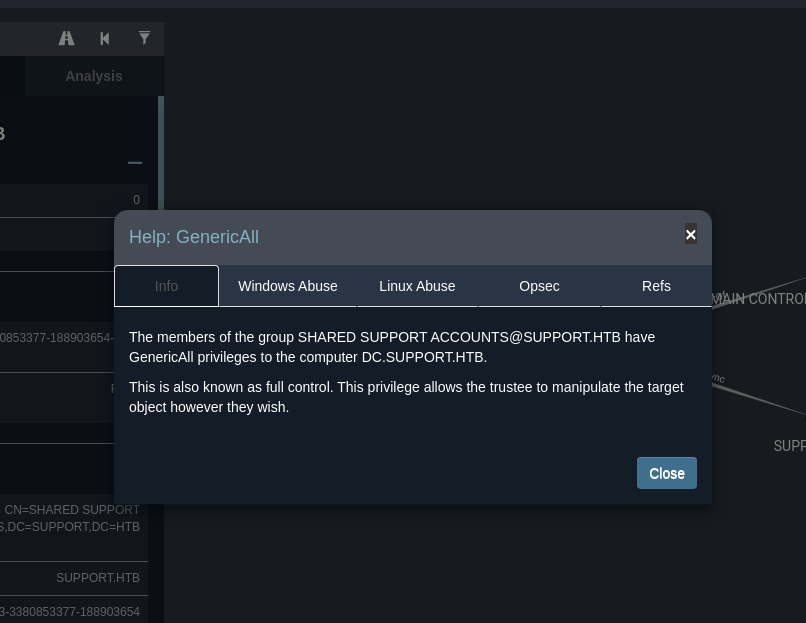 Analysis
B
0
Help: GenericAll
×
Info
Windows Abuse
Linux Abuse
Opsec
Refs
The members of the group SHARED SUPPORT ACCOUNTS@SUPPORT.HTB have
GenericAll privileges to the computer DC.SUPPORT.HTB.
This is also known as full control. This privilege allows the trustee to manipulate the target
object however they wish.
Close
0853377-188903654-
MAIN CONTRO
SUPP
CN=SHARED SUPPORT
S,DC=SUPPORT,DC=HTB
SUPPORT.HTB
3-3380853377-188903654